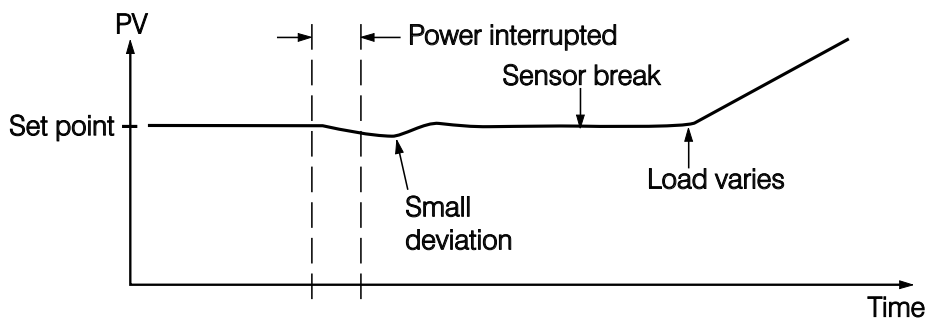 PV
Power interrupted
Sensor break
Set point
Load varies
Small
deviation
Time